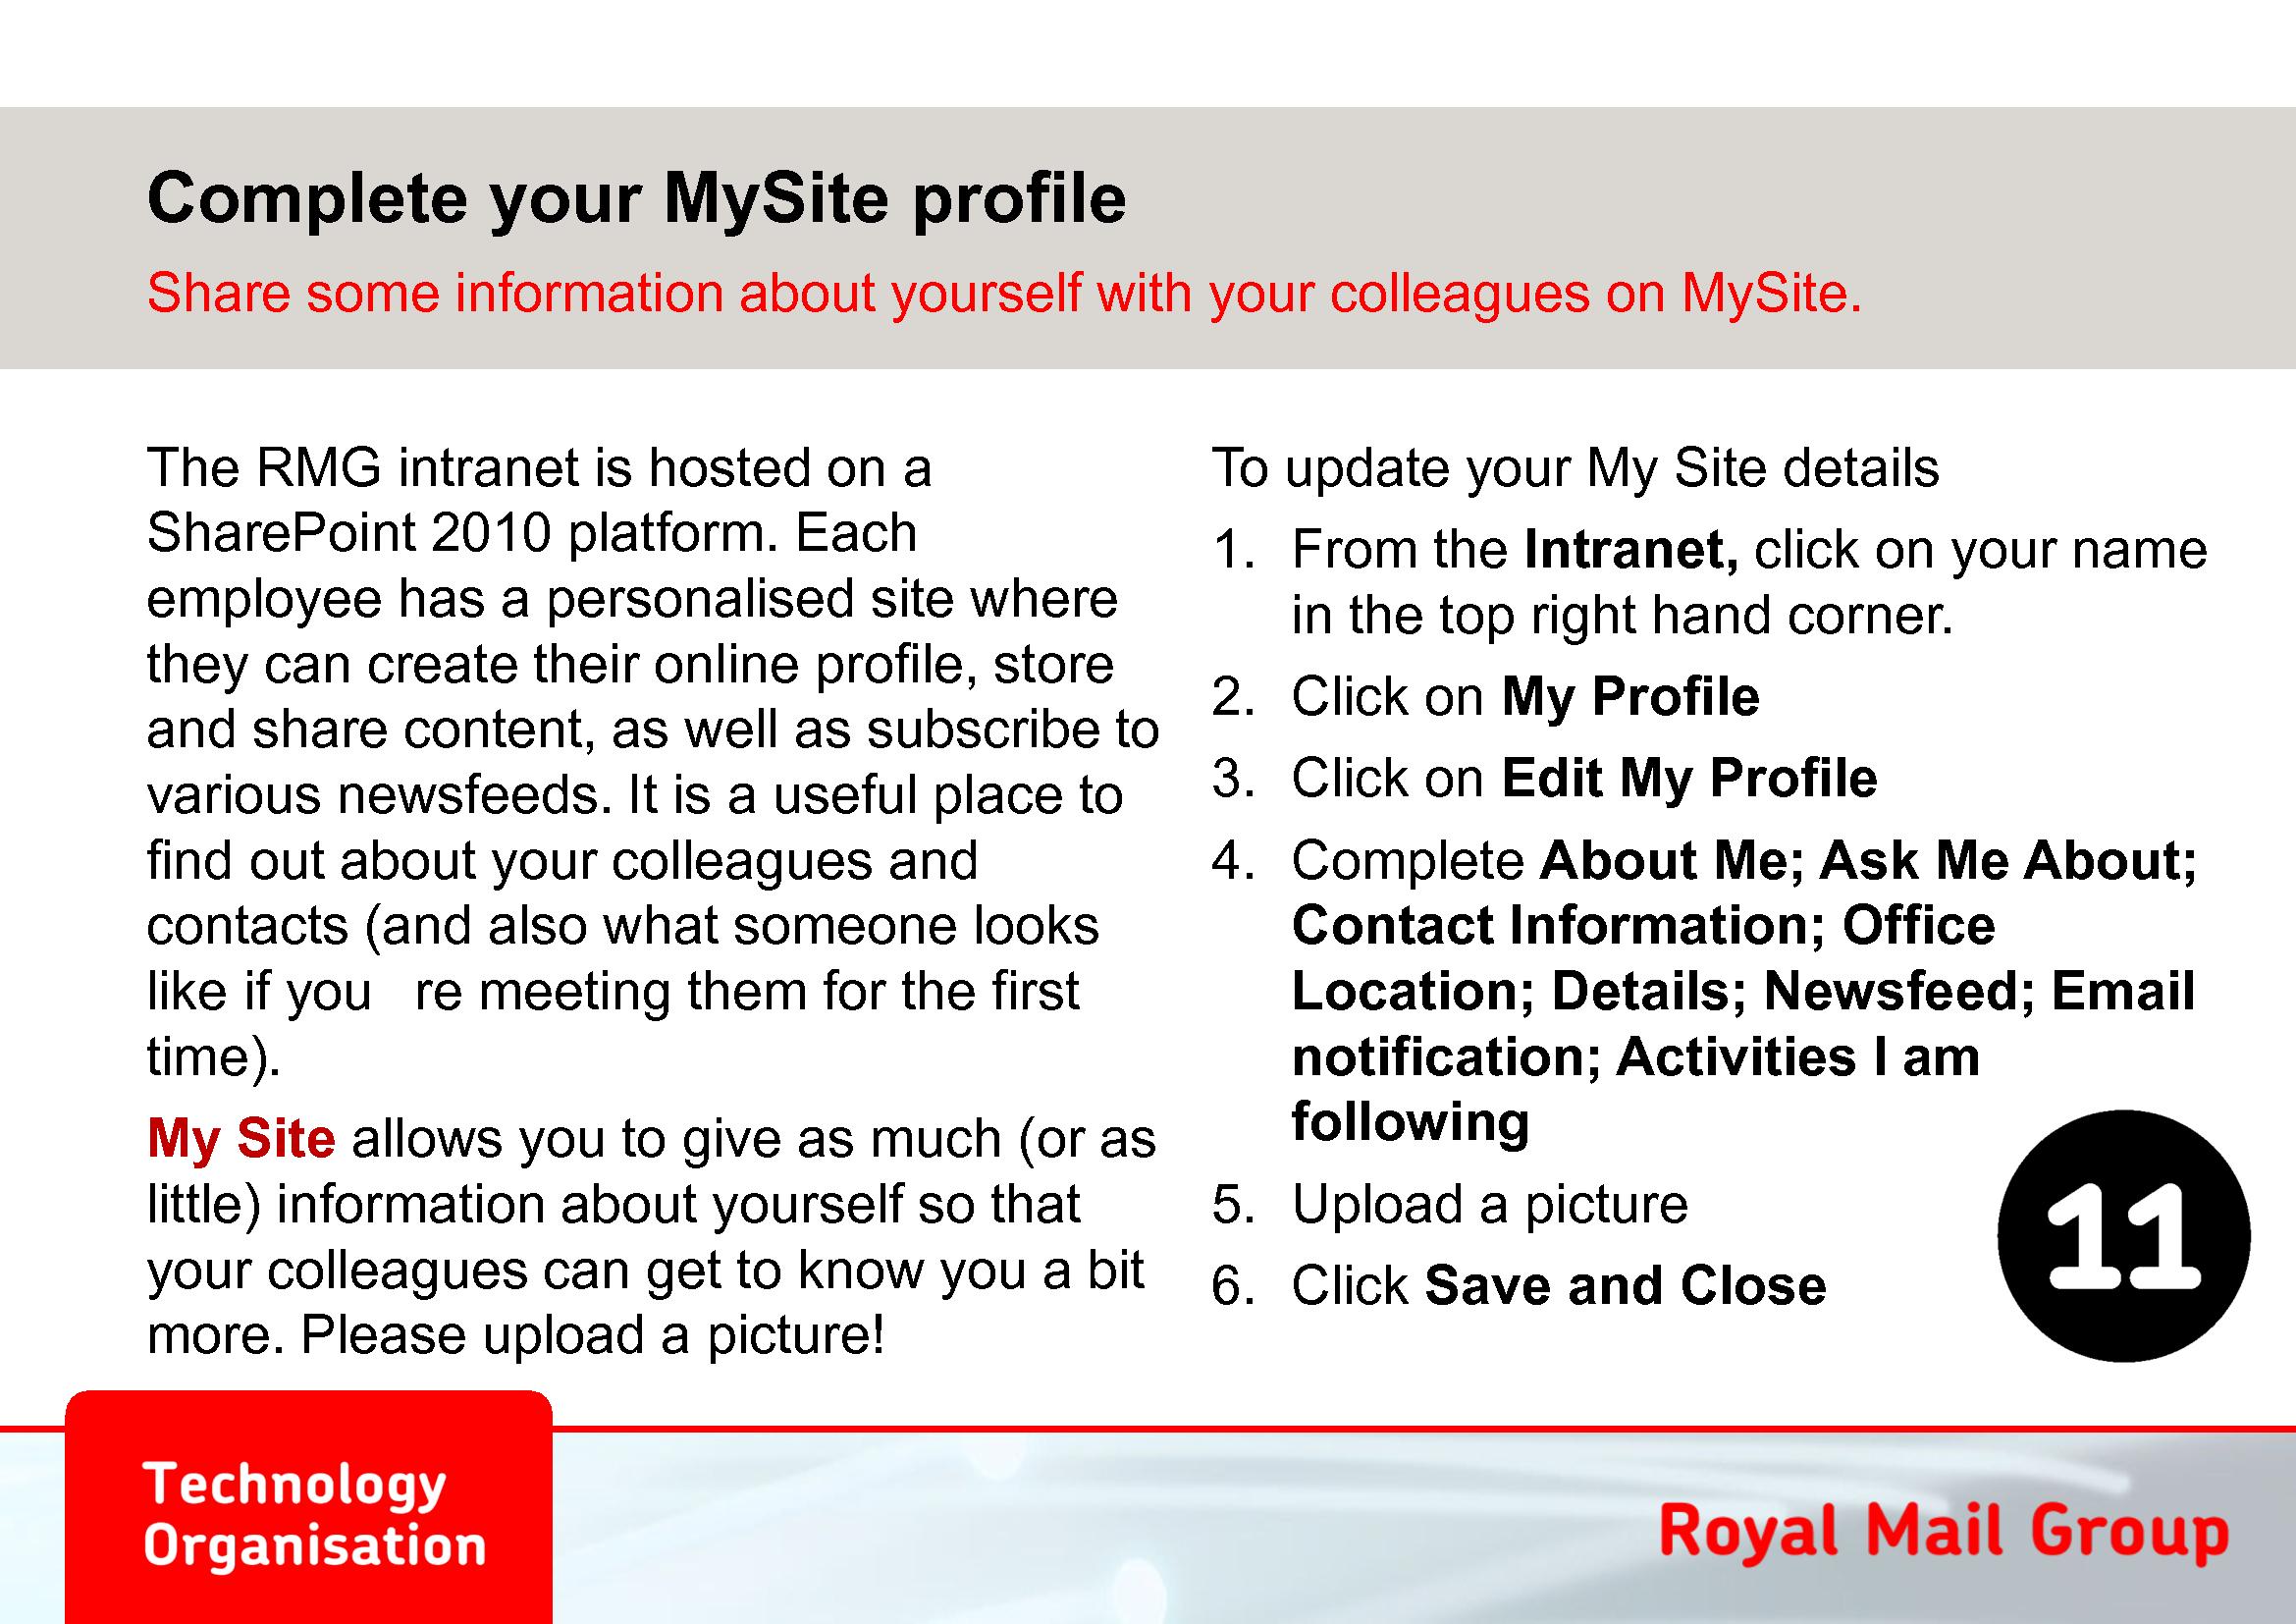 Complete your MySite profile
Share some information about yourself with your colleagues on MySite.
The RMG intranet is hosted on a
SharePoint 2010 platform. Each
employee has a personalised site where
they can create their online profile, store
and share content, as well as subscribe to
various newsfeeds. It is a useful place to
find out about your colleagues and
contacts (and also what someone looks
like if you   re meeting them for the first
time).
My Site allows you to give as much (or as
little) information about yourself so that
your colleagues can get to know you a bit
more. Please upload a picture!
To update your My Site details
1. From the Intranet, click on your name
in the top right hand corner.
2. Click on My Profile
3. Click on Edit My Profile
4. Complete About Me; Ask Me About;
Contact Information; Office
Location; Details; Newsfeed; Email
notification; Activities I am
following
5. Upload a picture
6. Click Save and Close
11
Technology
Organisation
Royal Mail Group